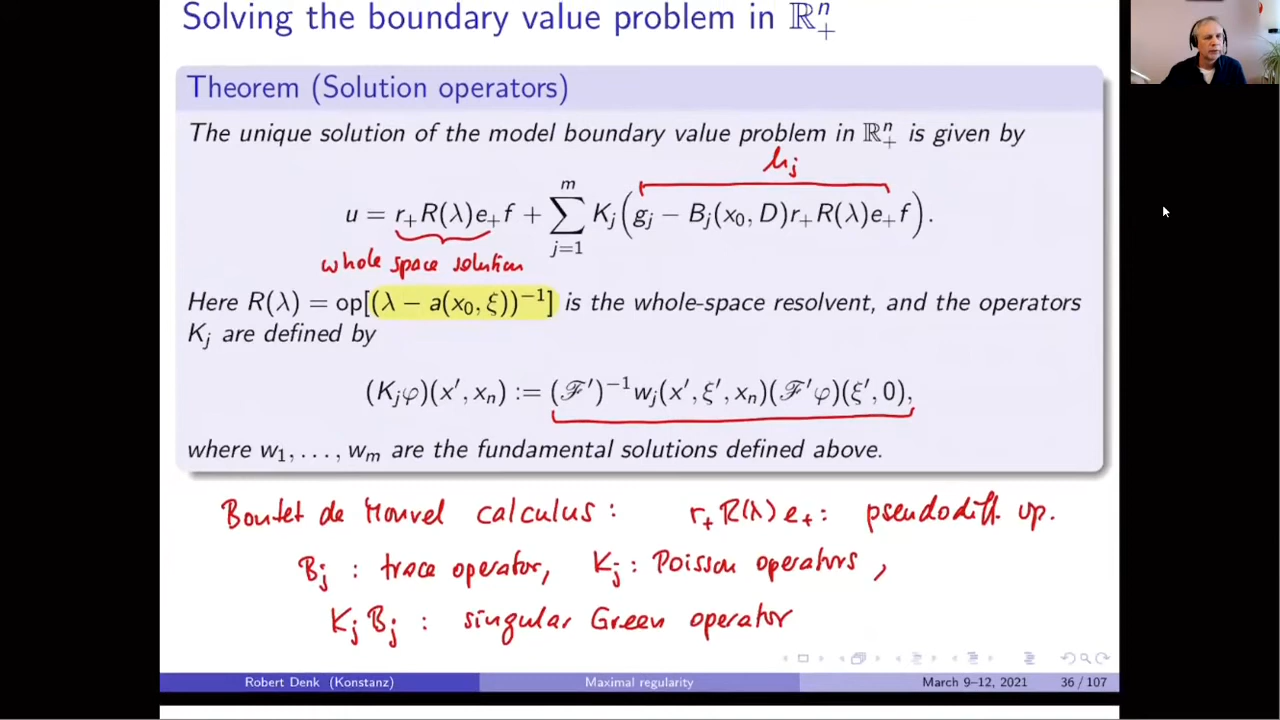 Solving the boundary value problem in ℝⁿ₊
Theorem (Solution operators)
The unique solution of the model boundary value problem in ℝⁿ₊ is given by
hⱼ
u = r₊R(λ)e₊f + ∑ᵐⱼ₌₁ Kⱼ(gⱼ − Bⱼ(x₀, D)r₊R(λ)e₊f).
whole space solution
Here R(λ) = op[(λ − a(x₀, ξ))⁻¹] is the whole-space resolvent, and the operators
Kⱼ are defined by
(Kⱼφ)(x′, xₙ) := (ℱ′)⁻¹wⱼ(x′, ξ′, xₙ)(ℱ′φ)(ξ′, 0),
where w₁, …, wₘ are the fundamental solutions defined above.
Boutet de Monvel calculus: r₊R(λ)e₊: pseudodiff. op.
Bⱼ : trace operator, Kⱼ: Poisson operators,
KⱼBⱼ : singular Green operator
Robert Denk (Konstanz) Maximal regularity March 9–12, 2021 36 / 107